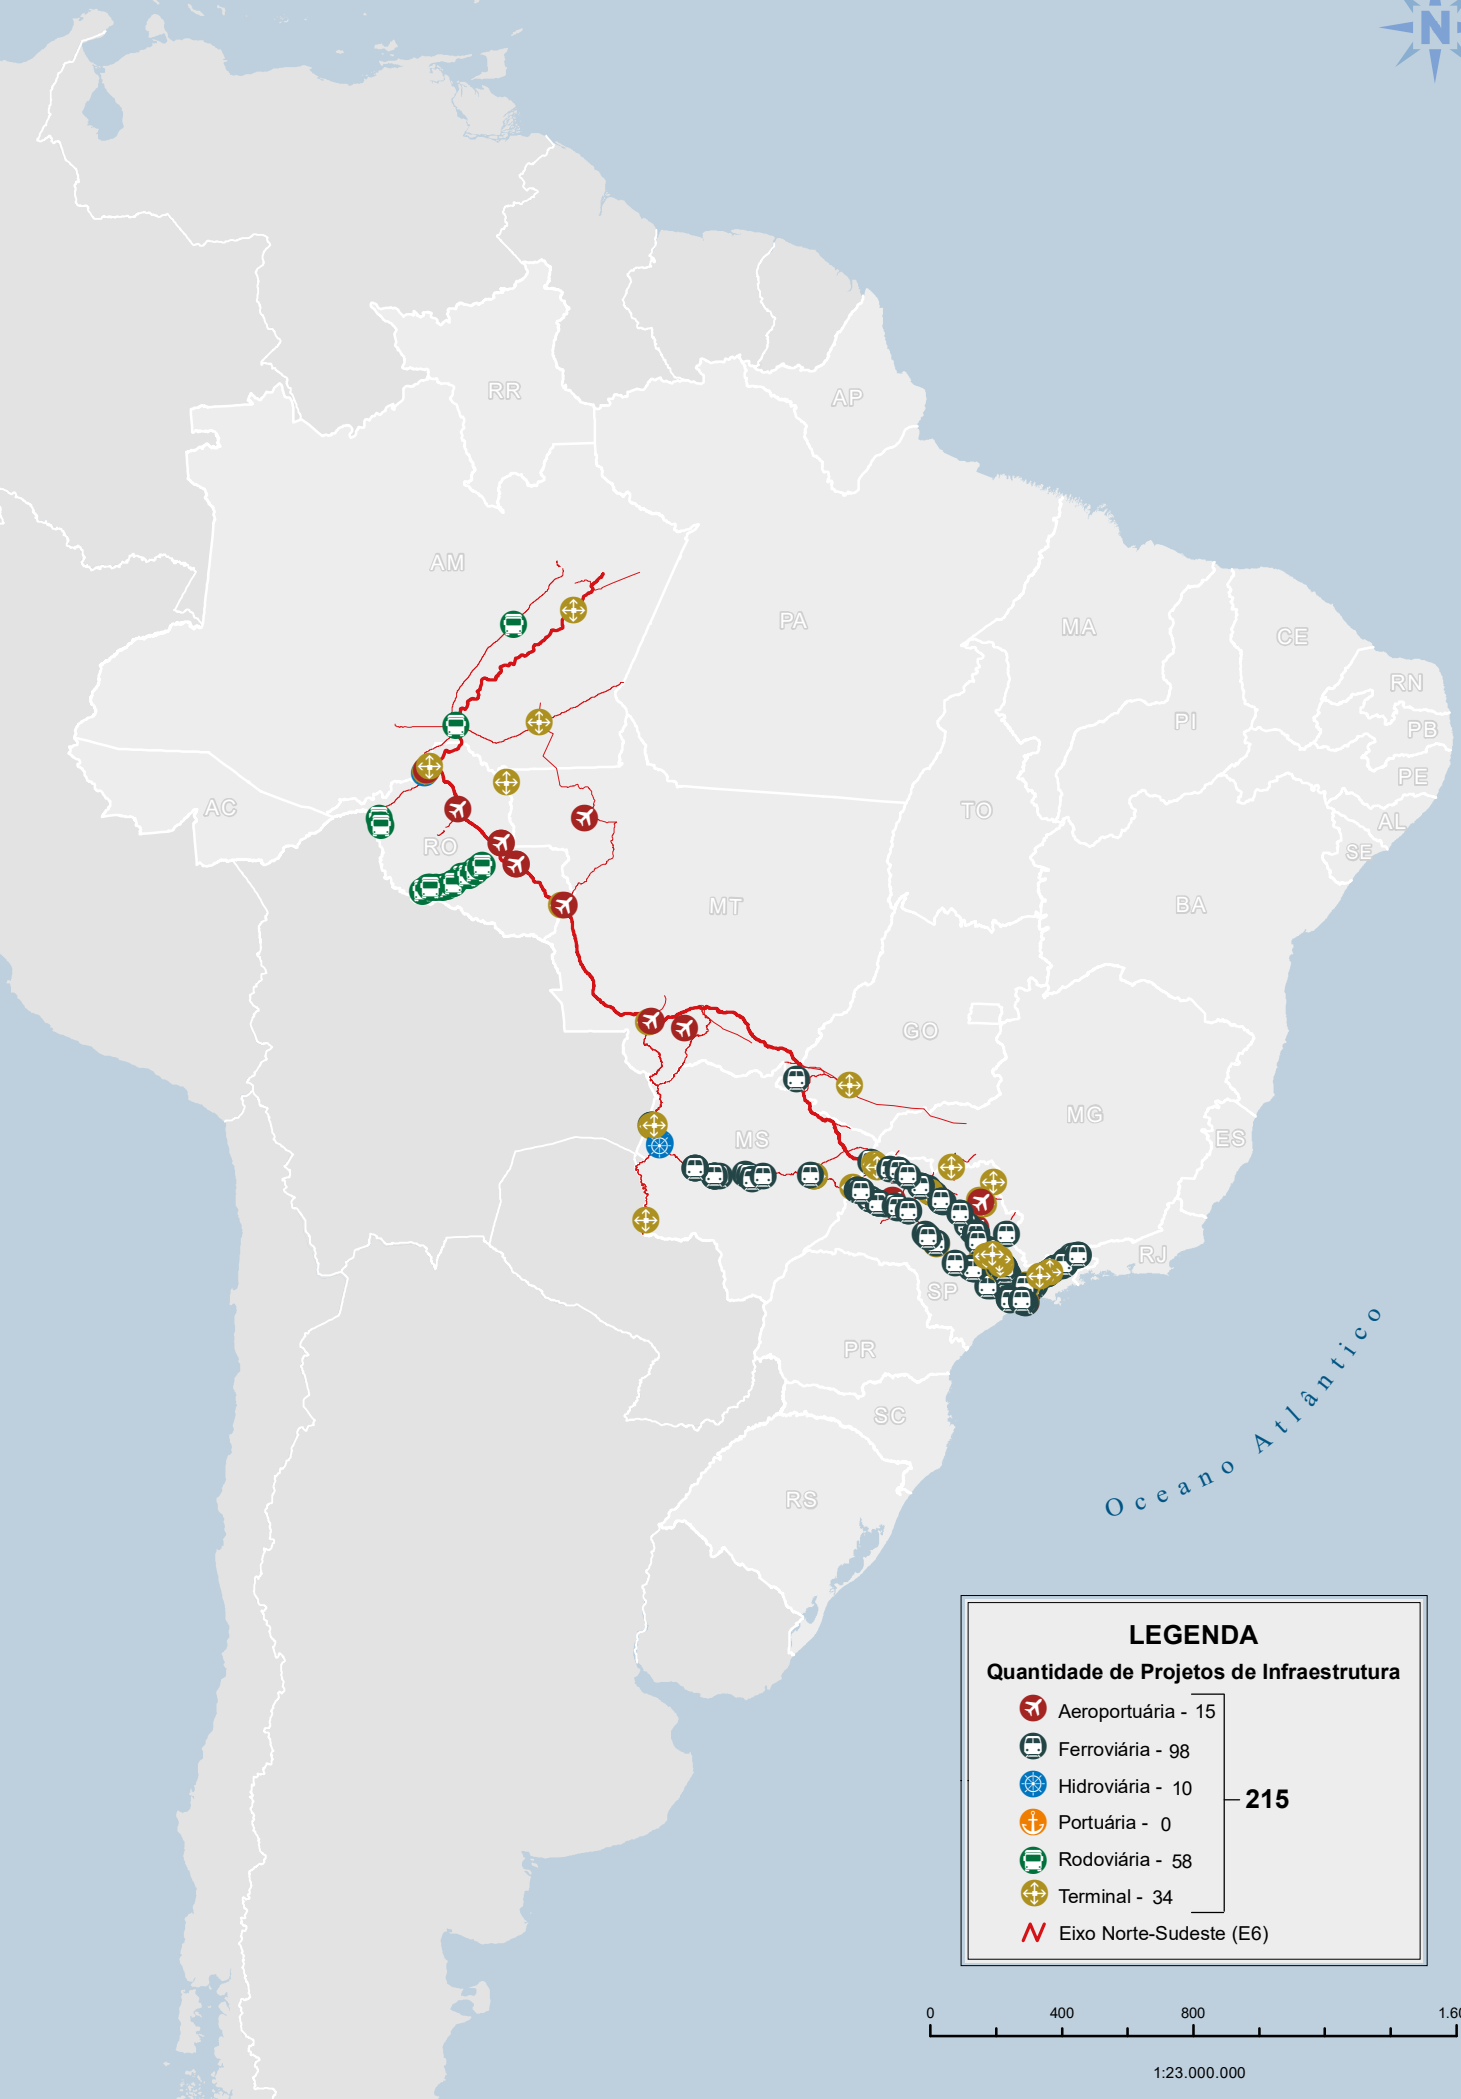 N
RR
AP
AM
PA
MA
CE
RN
PI
PB
PE
AC
TO
AL
RO
SE
MT
BA
GO
MG
MS
ES
RJ
SP
PR
SC
RS
Oceano Atlântico
LEGENDA
Quantidade de Projetos de Infraestrutura
Aeroportuária - 15
Ferroviária - 98
Hidroviária - 10
215
Portuária - 0
Rodoviária - 58
Terminal - 34
Eixo Norte-Sudeste (E6)
0 400 800
1:23.000.000